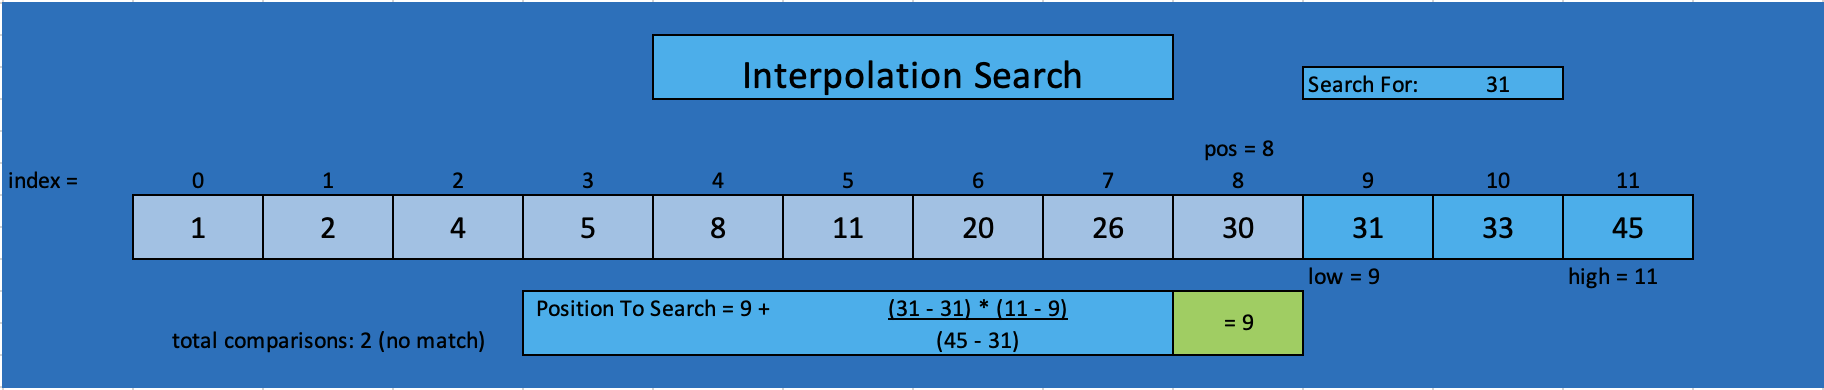 Interpolation Search
Search For: 31
pos = 8
index = 0 1 2 3 4 5 6 7 8 9 10 11
1 2 4 5 8 11 20 26 30 31 33 45
low = 9 high = 11
Position To Search = 9 + (31 - 31) * (11 - 9)
(45 - 31)
= 9
total comparisons: 2 (no match)